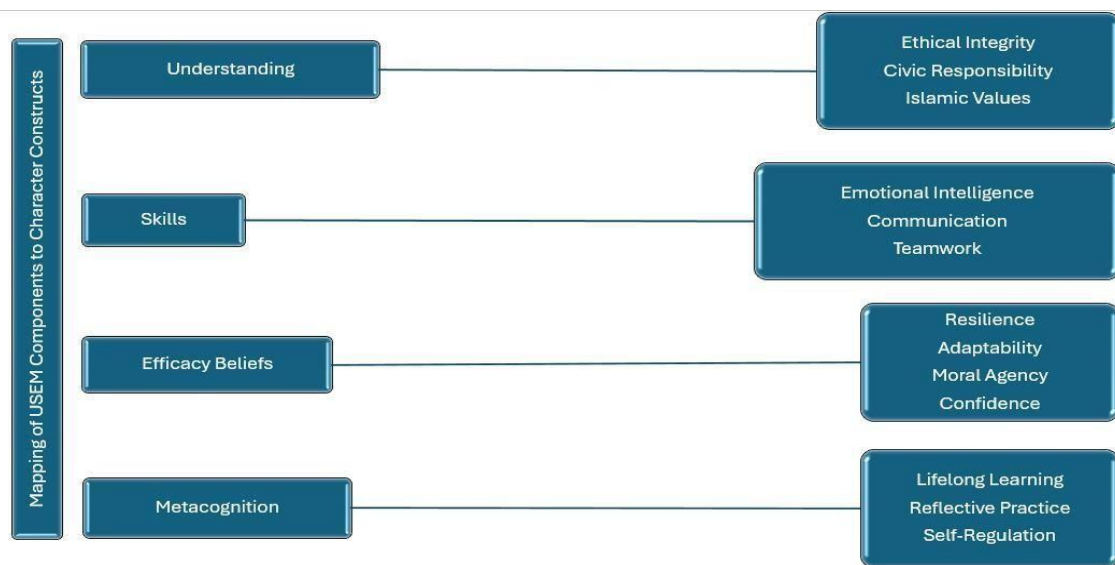 Mapping of USEM Components to Character Constructs
Understanding
Ethical Integrity
Civic Responsibility
Islamic Values
Skills
Emotional Intelligence
Communication
Teamwork
Efficacy Beliefs
Resilience
Adaptability
Moral Agency
Confidence
Metacognition
Lifelong Learning
Reflective Practice
Self-Regulation